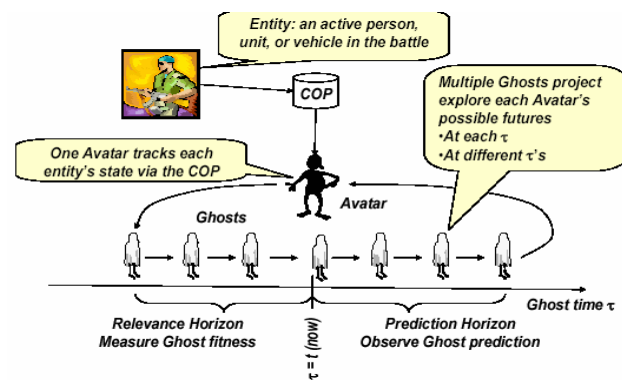 Entity: an active person,
unit, or vehicle in the battle
COP
Multiple Ghosts project
explore each Avatar's
possible futures
•At each τ
•At different τ's
One Avatar tracks each
entity's state via the COP
Avatar
Ghosts
Ghost time τ
Relevance Horizon
Measure Ghost fitness
τ = t (now)
Prediction Horizon
Observe Ghost prediction